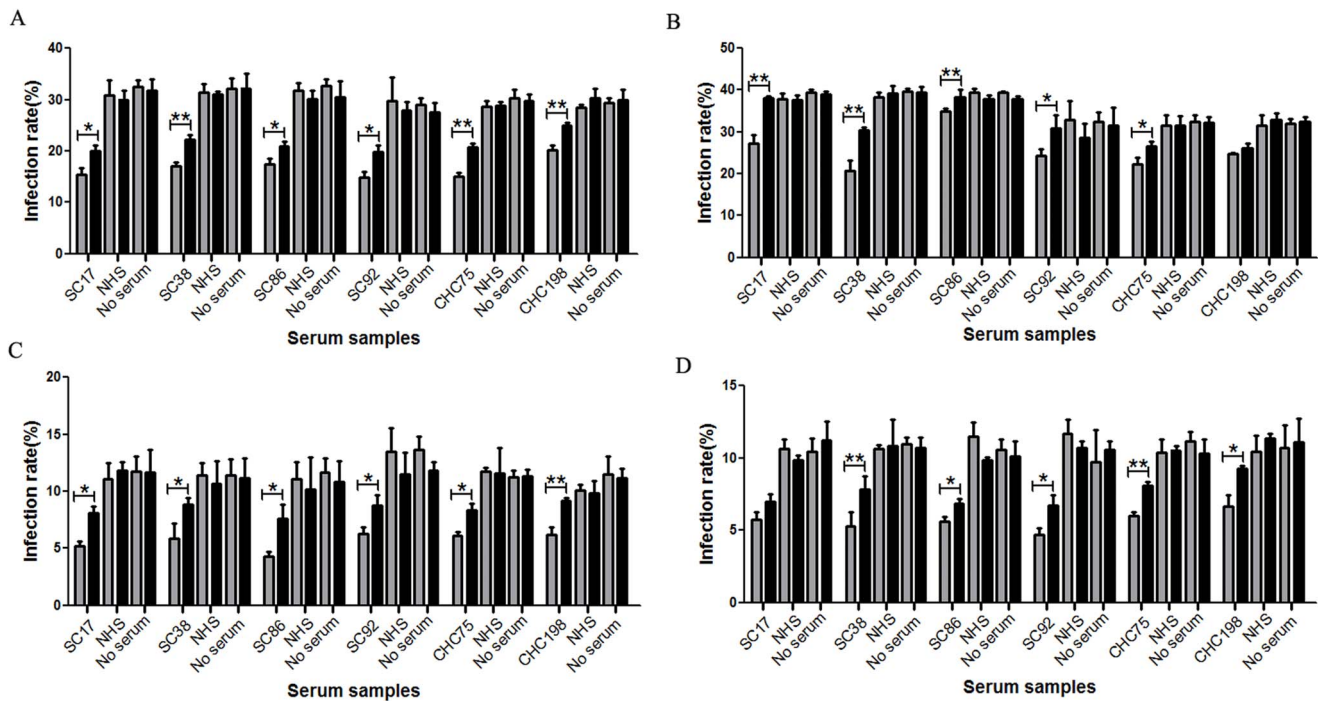 A
Infection rate(%)
40
30
20
10
0
* ** * * ** **
SC17 NHS No serum SC38 NHS No serum SC86 NHS No serum SC92 NHS No serum CHC75 NHS No serum CHC198 NHS No serum
Serum samples
B
Infection rate(%)
50
40
30
20
10
0
** ** ** * *
SC17 NHS No serum SC38 NHS No serum SC86 NHS No serum SC92 NHS No serum CHC75 NHS No serum CHC198 NHS No serum
Serum samples
C
Infection rate(%)
20
15
10
5
0
* * * * * **
SC17 NHS No serum SC38 NHS No serum SC86 NHS No serum SC92 NHS No serum CHC75 NHS No serum CHC198 NHS No serum
Serum samples
D
Infection rate(%)
15
10
5
0
** * * ** *
SC17 NHS No serum SC38 NHS No serum SC86 NHS No serum SC92 NHS No serum CHC75 NHS No serum CHC198 NHS No serum
Serum samples